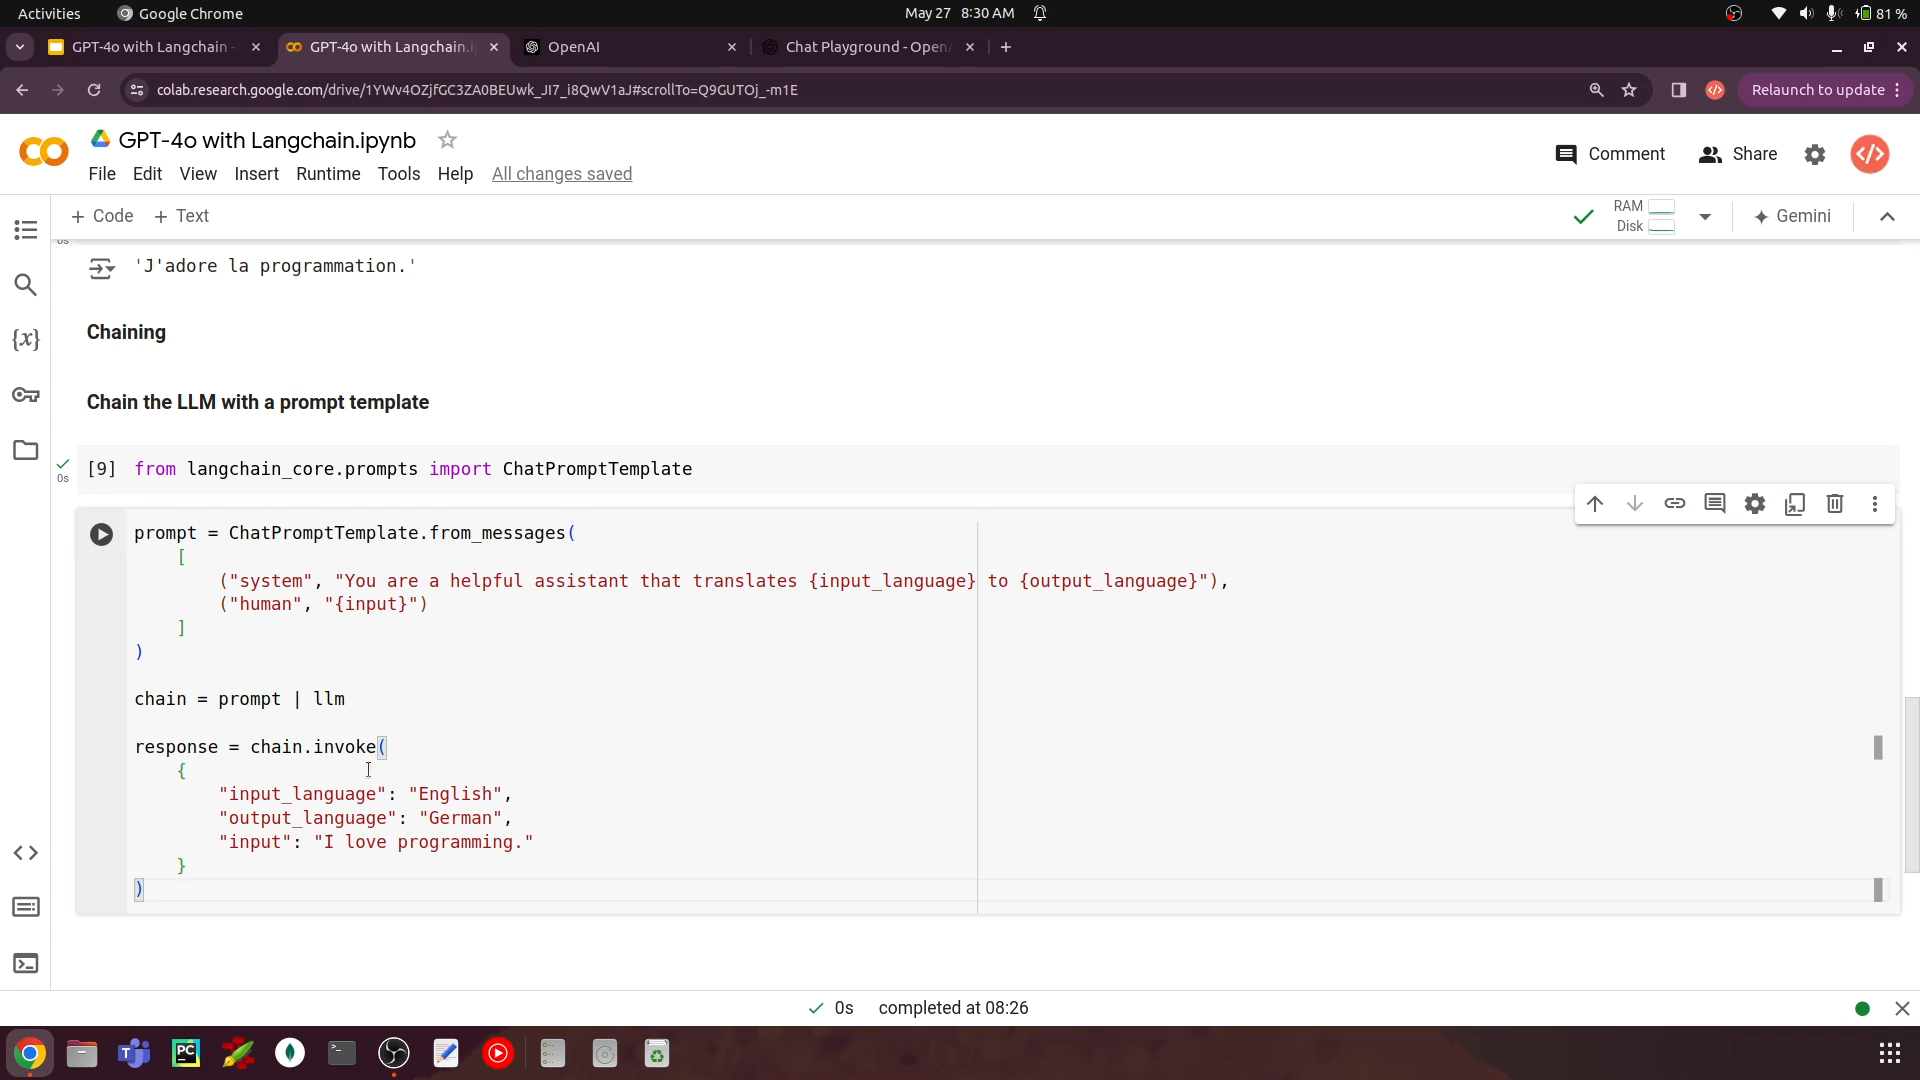 Activities
Google Chrome
May 27 8:30 AM
81 %
GPT-4o with Langchain -
GPT-4o with Langchain.i
OpenAI
Chat Playground - Open
colab.research.google.com/drive/1YWv4OZjfGC3ZA0BEUwk_JI7_i8QwV1aJ#scrollTo=Q9GUTOj_-m1E
Relaunch to update
GPT-4o with Langchain.ipynb
File Edit View Insert Runtime Tools Help All changes saved
Comment
Share
+ Code + Text
RAM
Disk
Gemini
0s
'J'adore la programmation.'
Chaining
Chain the LLM with a prompt template
[9] from langchain_core.prompts import ChatPromptTemplate
0s
prompt = ChatPromptTemplate.from_messages(
[
("system", "You are a helpful assistant that translates {input_language} to {output_language}"),
("human", "{input}")
]
)
chain = prompt | llm
response = chain.invoke(
{
"input_language": "English",
"output_language": "German",
"input": "I love programming."
}
)
0s completed at 08:26